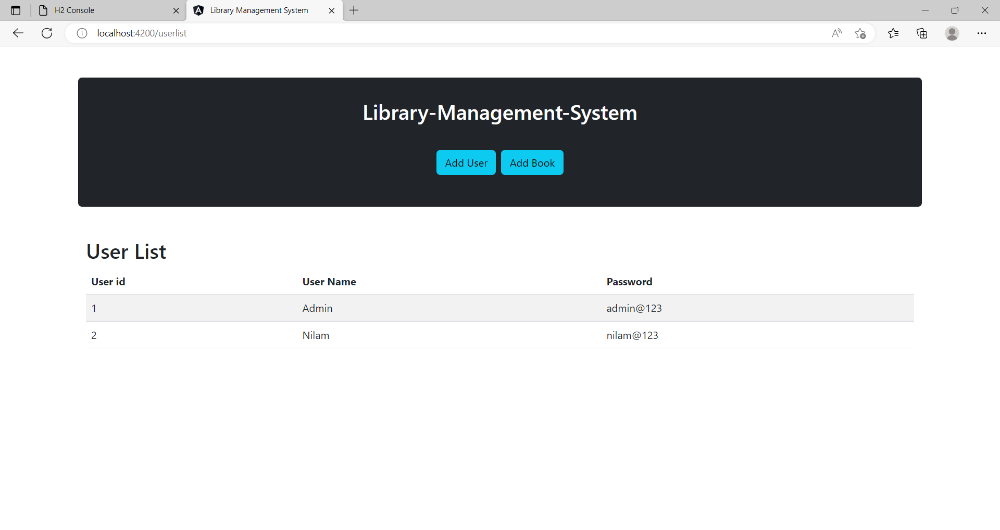 H2 Console
Library Management System
localhost:4200/userlist
Library-Management-System
Add User Add Book
User List
User id User Name Password
1 Admin admin@123
2 Nilam nilam@123